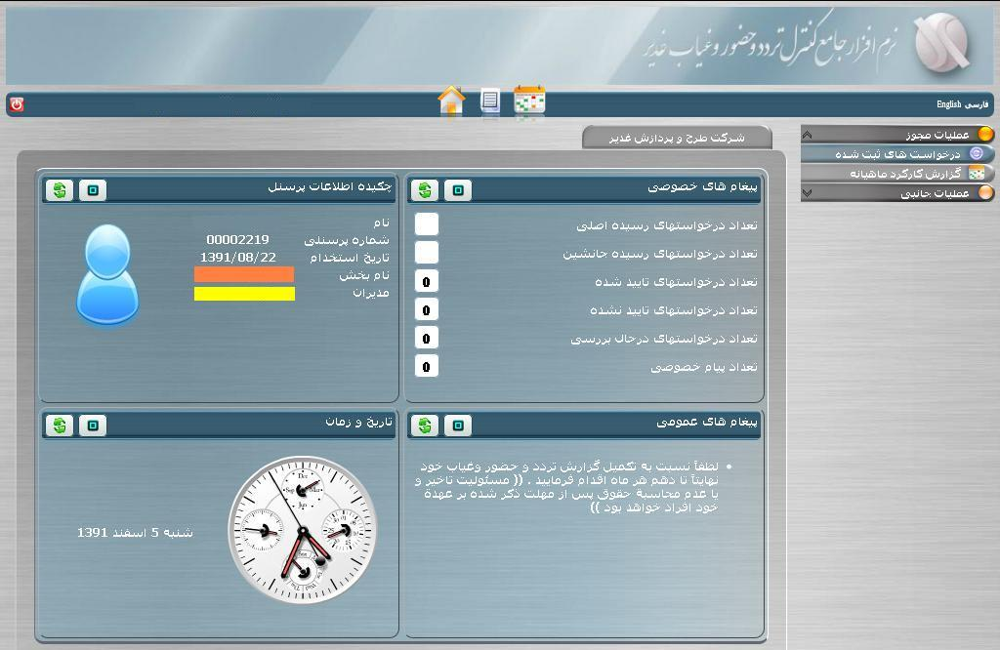 نرم افزار جامع کنترل تردد و حضور و غیاب غدیر
فارسی English
عملیات مجوز
درخواست های ثبت شده
گزارش کارکرد ماهیانه
عملیات جانبی
شرکت طرح و پردازش غدیر
پیغام های خصوصی
تعداد درخواستهای رسیده اصلی
تعداد درخواستهای رسیده جانشین
تعداد درخواستهای تایید شده 0
تعداد درخواستهای تایید نشده 0
تعداد درخواستهای درحال بررسی 0
تعداد پیام خصوصی 0
چکیده اطلاعات پرسنل
نام
شماره پرسنلی 00002219
تاریخ استخدام 1391/08/22
نام بخش
مدیران
پیغام های عمومی
• لطفاً نسبت به تکمیل گزارش تردد و حضور وغیاب خود
نهایتاً تا دهم هر ماه اقدام فرمایید . (( مسئولیت تاخیر و
یا عدم محاسبه حقوق پس از مهلت ذکر شده بر عهدة
خود افراد خواهد بود ))
تاریخ و زمان
شنبه 5 اسفند 1391